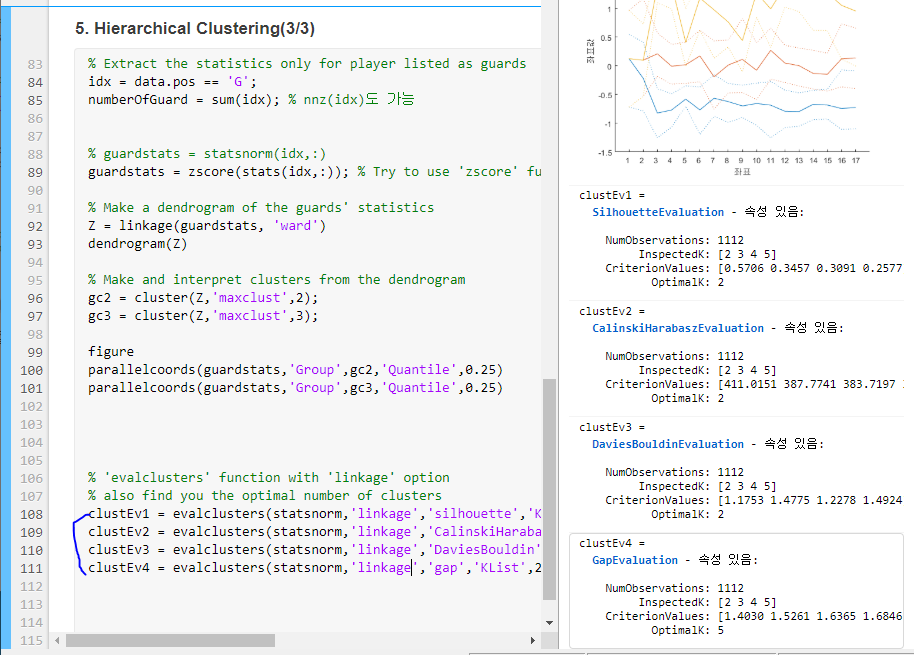 5. Hierarchical Clustering(3/3)
83 % Extract the statistics only for player listed as guards
84 idx = data.pos == 'G';
85 numberOfGuard = sum(idx); % nnz(idx)도 가능
86
87
88 % guardstats = statsnorm(idx,:)
89 guardstats = zscore(stats(idx,:)); % Try to use 'zscore' fu
90
91 % Make a dendrogram of the guards' statistics
92 Z = linkage(guardstats, 'ward')
93 dendrogram(Z)
94
95 % Make and interpret clusters from the dendrogram
96 gc2 = cluster(Z,'maxclust',2);
97 gc3 = cluster(Z,'maxclust',3);
98
99 figure
100 parallelcoords(guardstats,'Group',gc2,'Quantile',0.25)
101 parallelcoords(guardstats,'Group',gc3,'Quantile',0.25)
102
103
104
105
106 % 'evalclusters' function with 'linkage' option
107 % also find you the optimal number of clusters
108 clustEv1 = evalclusters(statsnorm,'linkage','silhouette','K
109 clustEv2 = evalclusters(statsnorm,'linkage','CalinskiHaraba
110 clustEv3 = evalclusters(statsnorm,'linkage','DaviesBouldin'
111 clustEv4 = evalclusters(statsnorm,'linkage','gap','KList',2
112
113
114
115
1
0.5
0
-0.5
-1
-1.5
좌표값
1 2 3 4 5 6 7 8 9 10 11 12 13 14 15 16 17
좌표
clustEv1 =
SilhouetteEvaluation - 속성 있음:
NumObservations: 1112
InspectedK: [2 3 4 5]
CriterionValues: [0.5706 0.3457 0.3091 0.2577
OptimalK: 2
clustEv2 =
CalinskiHarabaszEvaluation - 속성 있음:
NumObservations: 1112
InspectedK: [2 3 4 5]
CriterionValues: [411.0151 387.7741 383.7197
OptimalK: 2
clustEv3 =
DaviesBouldinEvaluation - 속성 있음:
NumObservations: 1112
InspectedK: [2 3 4 5]
CriterionValues: [1.1753 1.4775 1.2278 1.4924
OptimalK: 2
clustEv4 =
GapEvaluation - 속성 있음:
NumObservations: 1112
InspectedK: [2 3 4 5]
CriterionValues: [1.4030 1.5261 1.6365 1.6846
OptimalK: 5